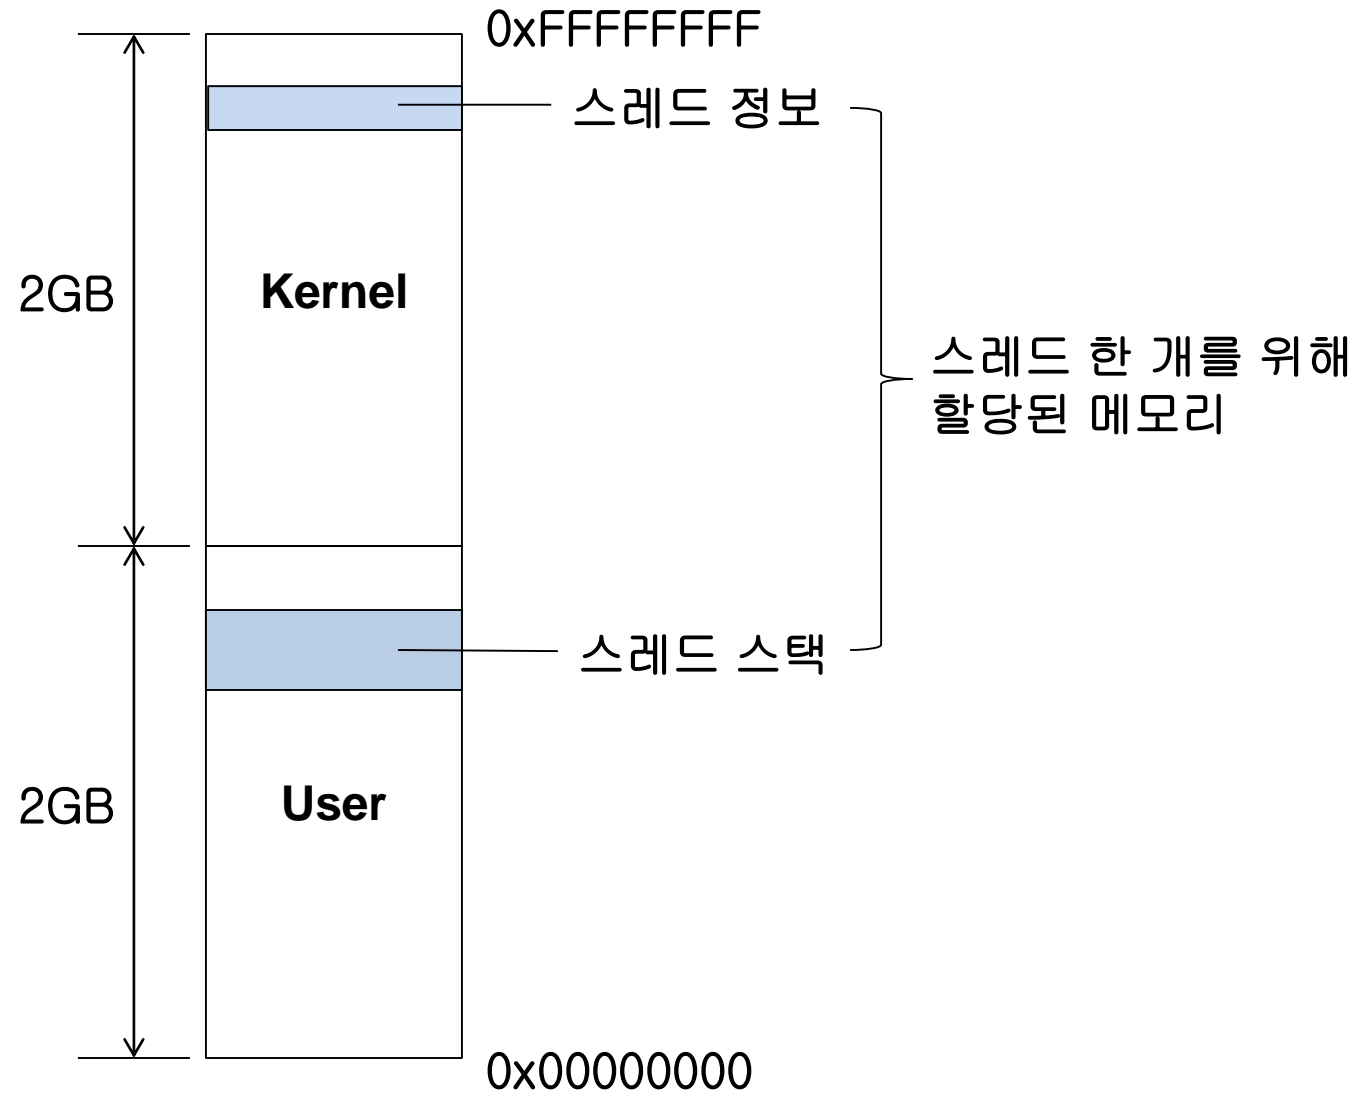 0xFFFFFFFF
스레드 정보
2GB
Kernel
스레드 한 개를 위해
할당된 메모리
스레드 스택
2GB
User
0x00000000